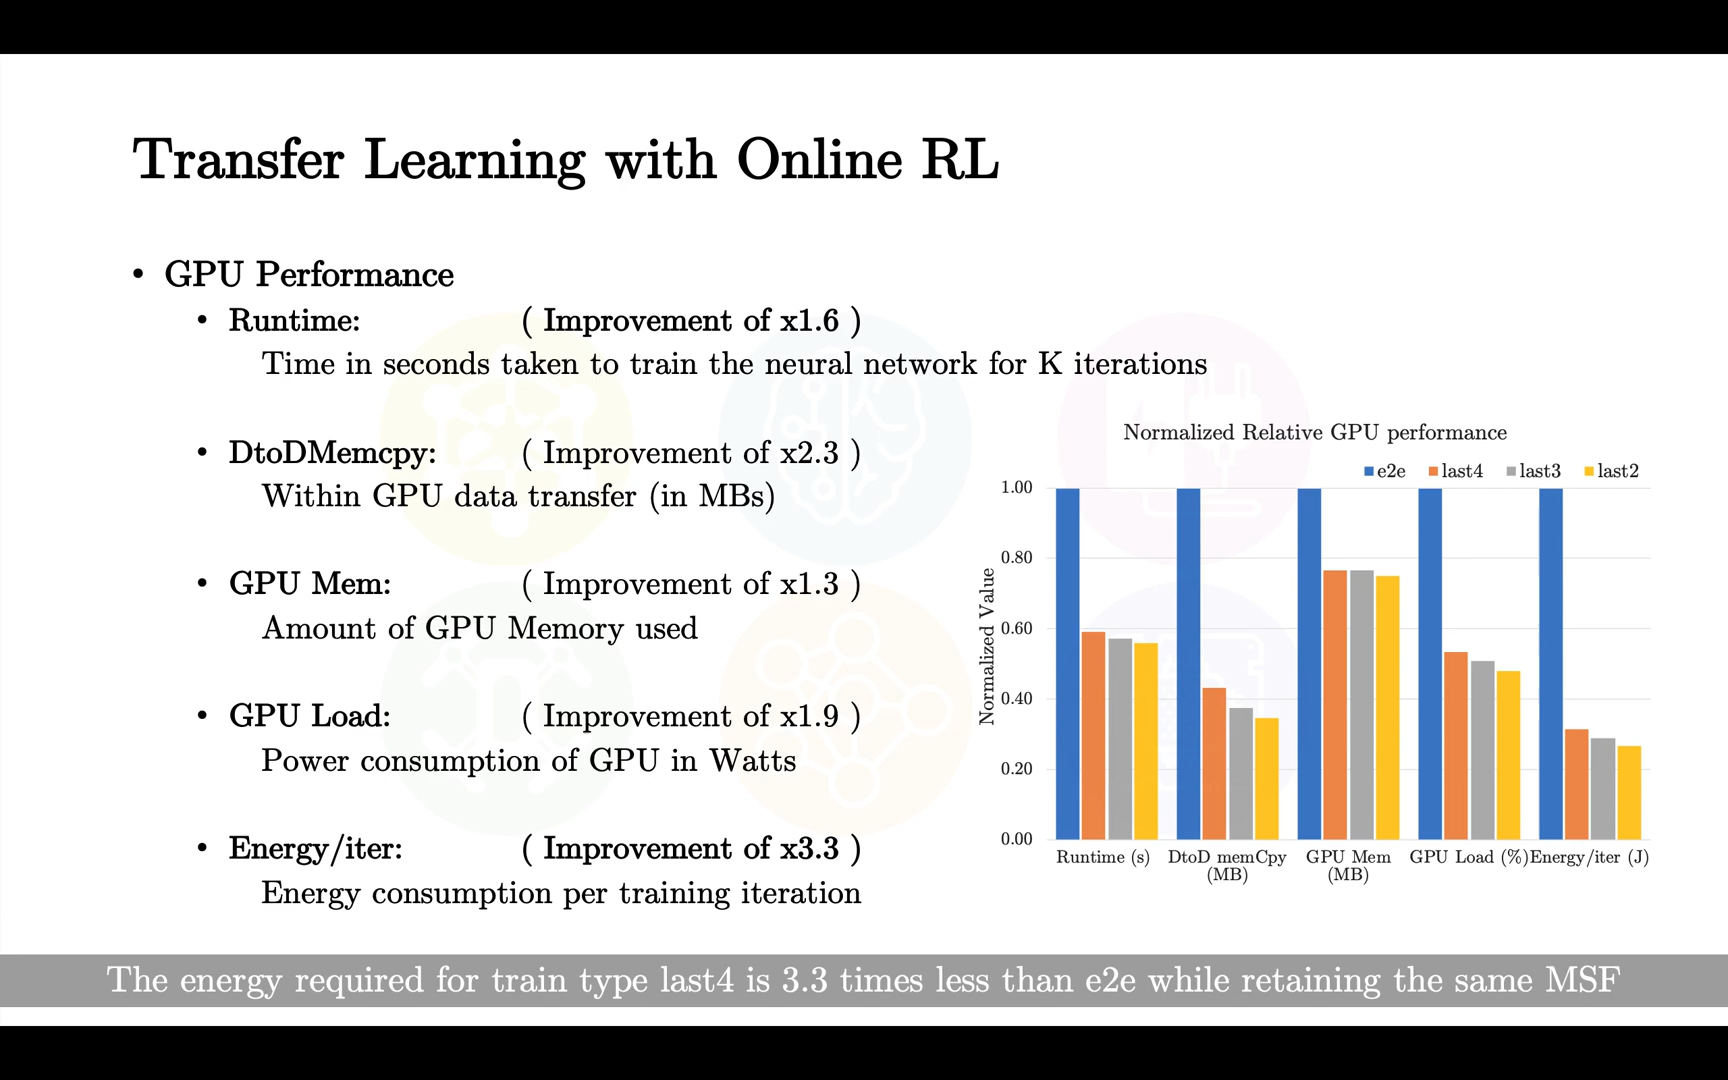 Transfer Learning with Online RL
• GPU Performance
• Runtime: ( Improvement of x1.6 )
Time in seconds taken to train the neural network for K iterations
• DtoDMemcpy: ( Improvement of x2.3 )
Within GPU data transfer (in MBs)
• GPU Mem: ( Improvement of x1.3 )
Amount of GPU Memory used
• GPU Load: ( Improvement of x1.9 )
Power consumption of GPU in Watts
• Energy/iter: ( Improvement of x3.3 )
Energy consumption per training iteration
Normalized Relative GPU performance
e2e last4 last3 last2
Normalized Value
1.00
0.80
0.60
0.40
0.20
0.00
Runtime (s) DtoD memCpy GPU Mem GPU Load (%) Energy/iter (J)
(MB) (MB)
The energy required for train type last4 is 3.3 times less than e2e while retaining the same MSF